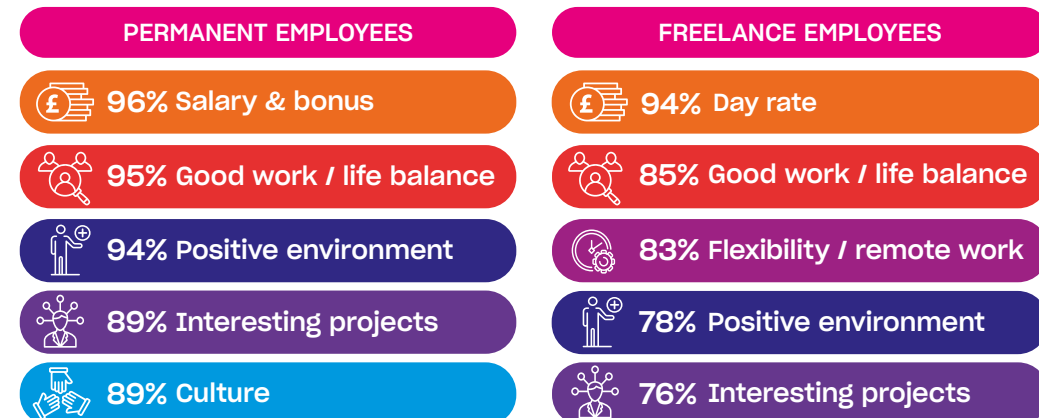 PERMANENT EMPLOYEES
£ 96% Salary & bonus
95% Good work / life balance
94% Positive environment
89% Interesting projects
89% Culture
FREELANCE EMPLOYEES
£ 94% Day rate
85% Good work / life balance
83% Flexibility / remote work
78% Positive environment
76% Interesting projects